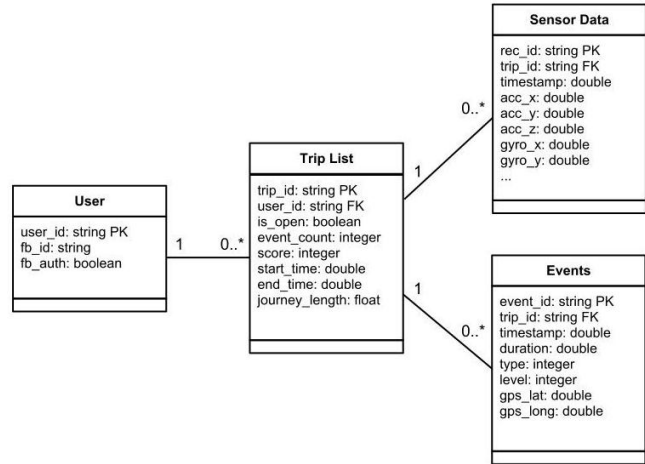 User
user_id: string PK
fb_id: string
fb_auth: boolean
1
0..*
Trip List
trip_id: string PK
user_id: string FK
is_open: boolean
event_count: integer
score: integer
start_time: double
end_time: double
journey_length: float
1
0..*
Sensor Data
rec_id: string PK
trip_id: string FK
timestamp: double
acc_x: double
acc_y: double
acc_z: double
gyro_x: double
gyro_y: double
...
1
0..*
Events
event_id: string PK
trip_id: string FK
timestamp: double
duration: double
type: integer
level: integer
gps_lat: double
gps_long: double